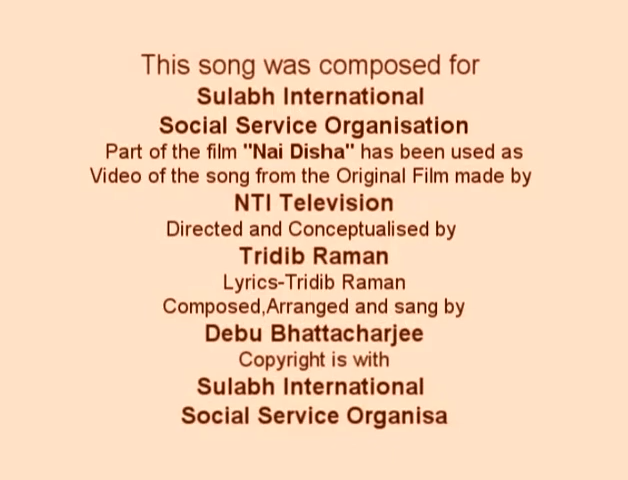 This song was composed for
Sulabh International
Social Service Organisation
Part of the film "Nai Disha" has been used as
Video of the song from the Original Film made by
NTI Television
Directed and Conceptualised by
Tridib Raman
Lyrics-Tridib Raman
Composed,Arranged and sang by
Debu Bhattacharjee
Copyright is with
Sulabh International
Social Service Organisa